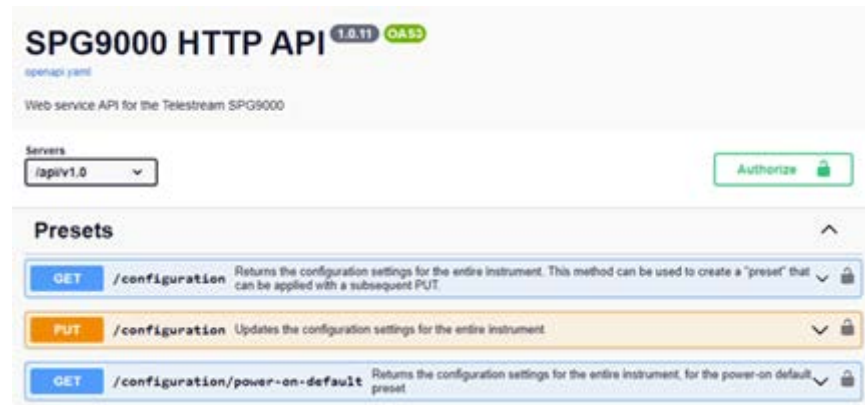 SPG9000 HTTP API 1.0.11 OAS3
openapi.yaml
Web service API for the Telestream SPG9000
Servers
/api/v1.0
Authorize
Presets
GET /configuration Returns the configuration settings for the entire instrument. This method can be used to create a "preset" that
can be applied with a subsequent PUT
PUT /configuration Updates the configuration settings for the entire instrument
GET /configuration/power-on-default Returns the configuration settings for the entire instrument, for the power-on default
preset